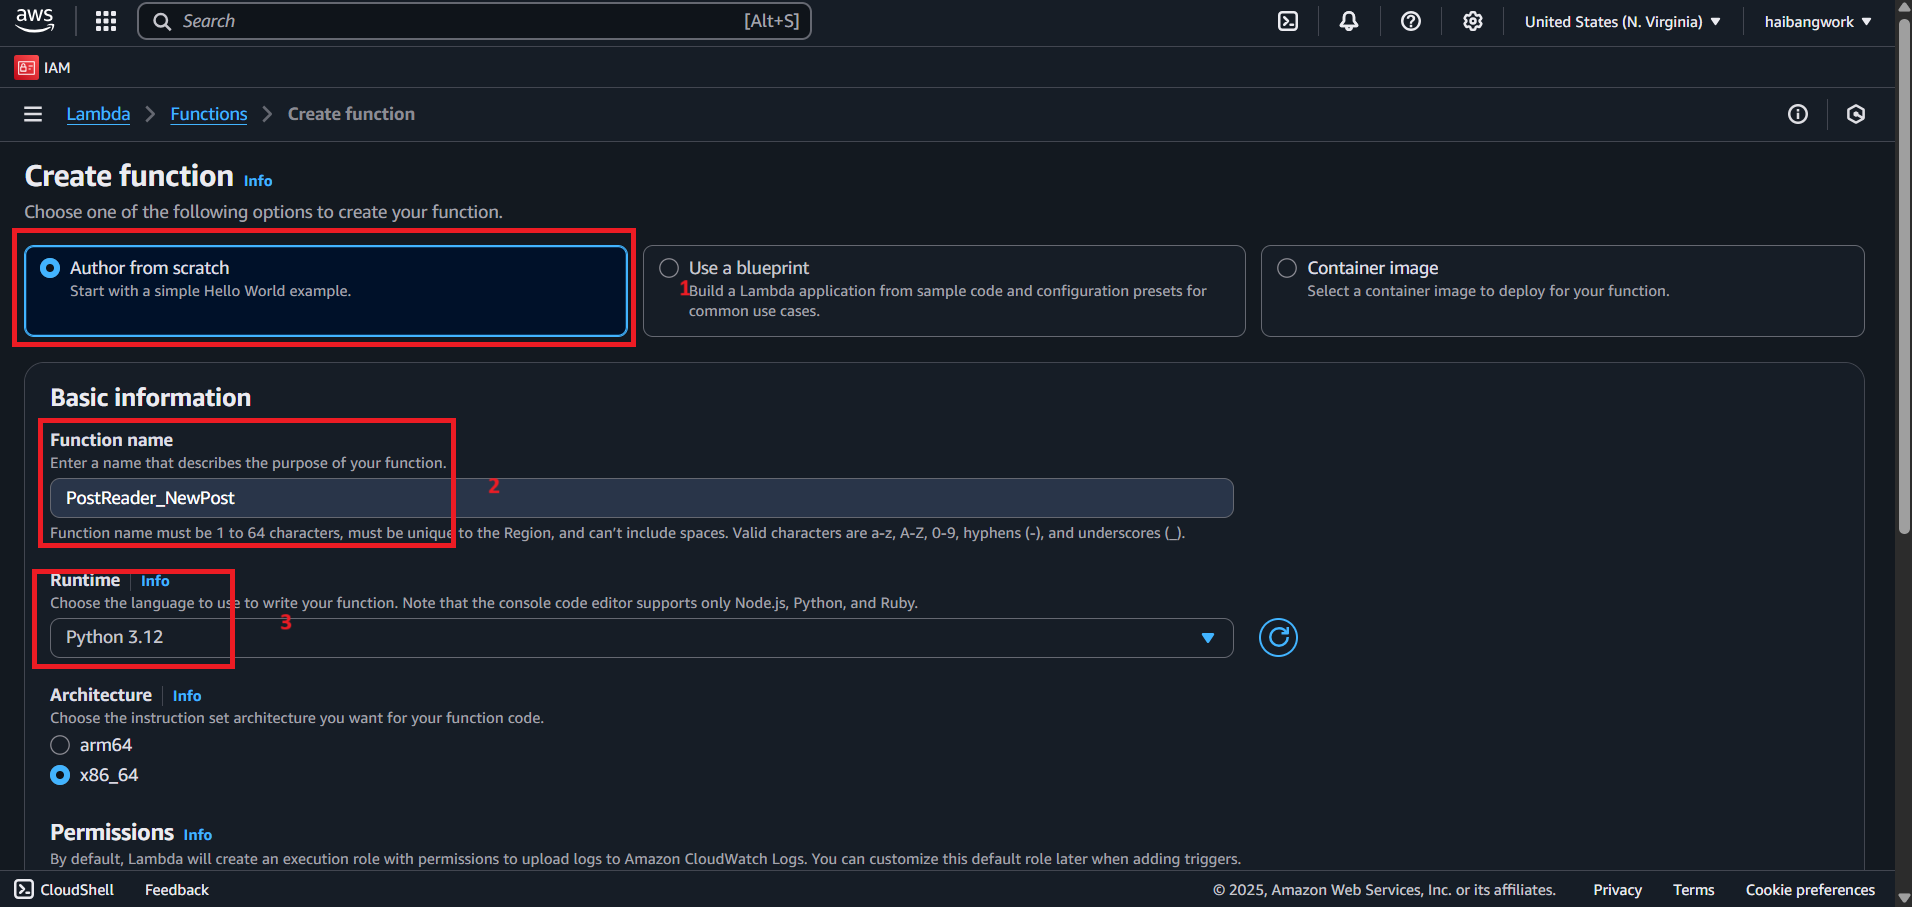 aws
Search [Alt+S]
United States (N. Virginia) haibangwork
IAM
Lambda Functions Create function
Create function Info
Choose one of the following options to create your function.
Author from scratch
Start with a simple Hello World example.
Use a blueprint
1
Build a Lambda application from sample code and configuration presets for
common use cases.
Container image
Select a container image to deploy for your function.
Basic information
Function name
Enter a name that describes the purpose of your function.
PostReader_NewPost
2
Function name must be 1 to 64 characters, must be unique to the Region, and can’t include spaces. Valid characters are a-z, A-Z, 0-9, hyphens (-), and underscores (_).
Runtime Info
Choose the language to use to write your function. Note that the console code editor supports only Node.js, Python, and Ruby.
3
Python 3.12
Architecture Info
Choose the instruction set architecture you want for your function code.
arm64
x86_64
Permissions Info
By default, Lambda will create an execution role with permissions to upload logs to Amazon CloudWatch Logs. You can customize this default role later when adding triggers.
CloudShell Feedback © 2025, Amazon Web Services, Inc. or its affiliates. Privacy Terms Cookie preferences